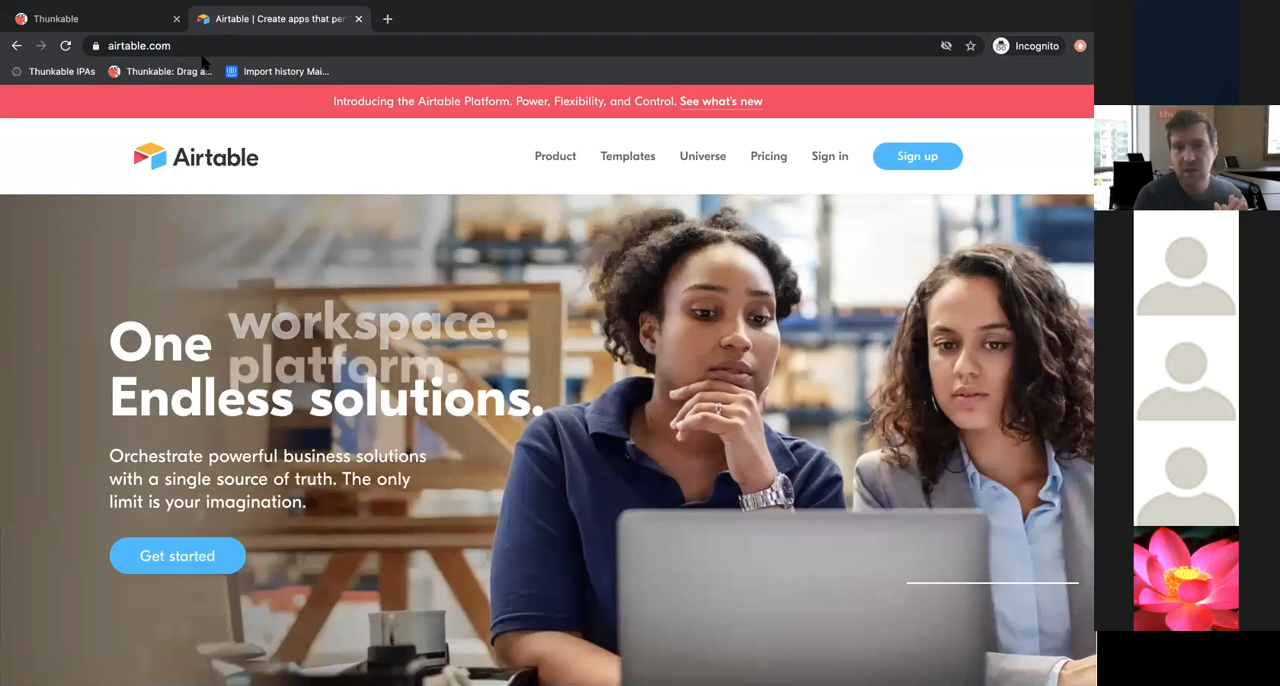 Thunkable
Airtable | Create apps that per
airtable.com
Incognito
Thunkable IPAs
Thunkable: Drag a...
Import history Mai...
Introducing the Airtable Platform. Power, Flexibility, and Control. See what's new
Airtable
Product
Templates
Universe
Pricing
Sign in
Sign up
One workspace.
platform.
Endless solutions.
Orchestrate powerful business solutions
with a single source of truth. The only
limit is your imagination.
Get started